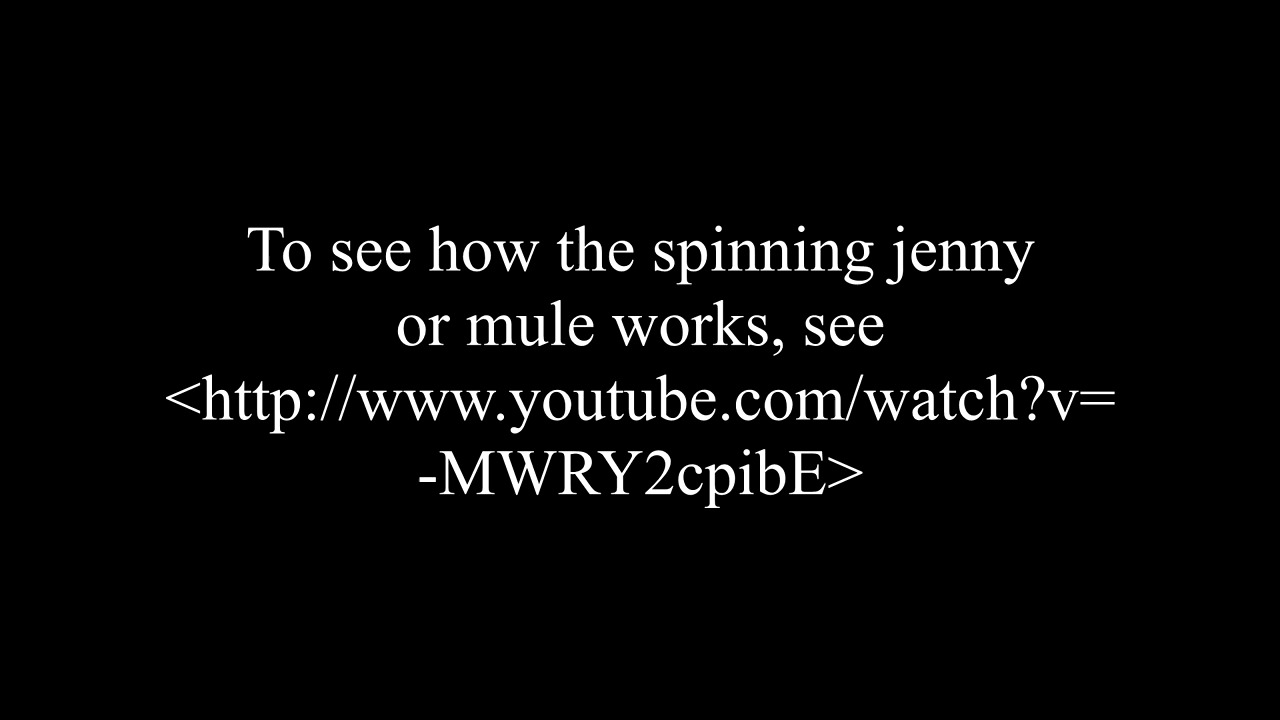 To see how the spinning jenny
or mule works, see
<http://www.youtube.com/watch?v=
-MWRY2cpibE>